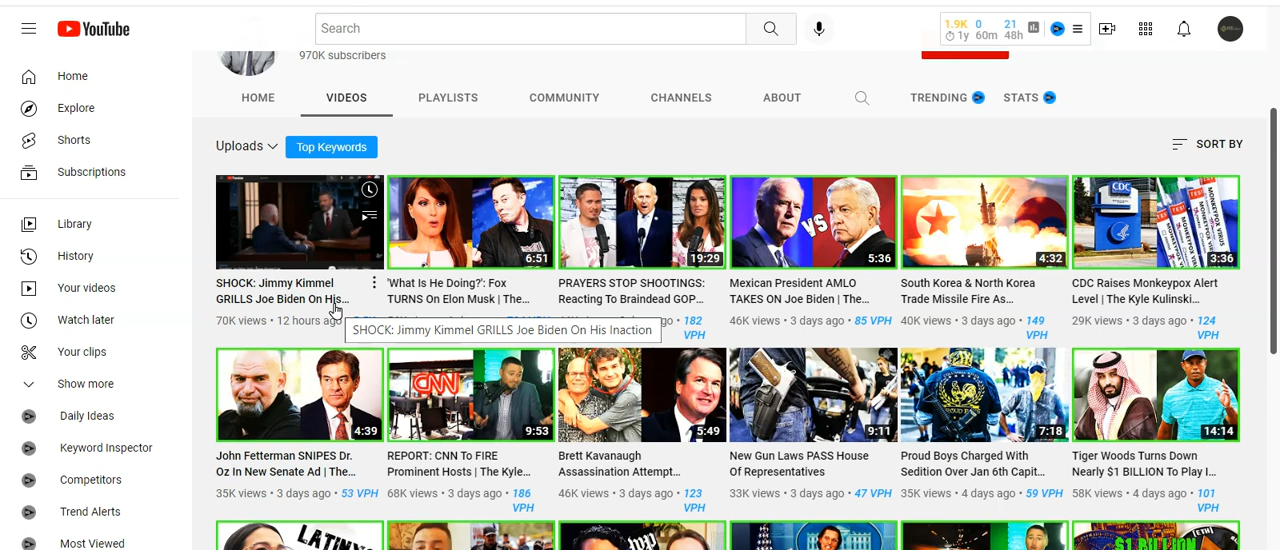 YouTube
Search
1.9K 0 21
1y 60m 48h
970K subscribers
HOME VIDEOS PLAYLISTS COMMUNITY CHANNELS ABOUT TRENDING STATS
Home
Explore
Shorts
Subscriptions
Library
History
Your videos
Watch later
Your clips
Show more
Daily Ideas
Keyword Inspector
Competitors
Trend Alerts
Most Viewed
Uploads Top Keywords SORT BY
SHOCK: Jimmy Kimmel
GRILLS Joe Biden On His...
70K views • 12 hours ago
SHOCK: Jimmy Kimmel GRILLS Joe Biden On His Inaction
6:51
'What Is He Doing?': Fox
TURNS On Elon Musk | The...
19:29
PRAYERS STOP SHOOTINGS:
Reacting To Braindead GOP...
182
VPH
VS
5:36
Mexican President AMLO
TAKES ON Joe Biden | The...
46K views • 3 days ago • 85 VPH
4:32
South Korea & North Korea
Trade Missile Fire As...
40K views • 3 days ago • 149
VPH
CDC
MONKEYPOX VIRUS
3:36
CDC Raises Monkeypox Alert
Level | The Kyle Kulinski...
29K views • 3 days ago • 124
VPH
4:39
John Fetterman SNIPES Dr.
Oz In New Senate Ad | The...
35K views • 3 days ago • 53 VPH
CNN
9:53
REPORT: CNN To FIRE
Prominent Hosts | The Kyle...
68K views • 3 days ago • 186
VPH
5:49
Brett Kavanaugh
Assassination Attempt...
46K views • 3 days ago • 123
VPH
9:11
New Gun Laws PASS House
Of Representatives
33K views • 3 days ago • 47 VPH
PROUD BOYS
7:18
Proud Boys Charged With
Sedition Over Jan 6th Capit...
35K views • 4 days ago • 59 VPH
14:14
Tiger Woods Turns Down
Nearly $1 BILLION To Play I...
58K views • 4 days ago • 101
VPH
$1 BILLION